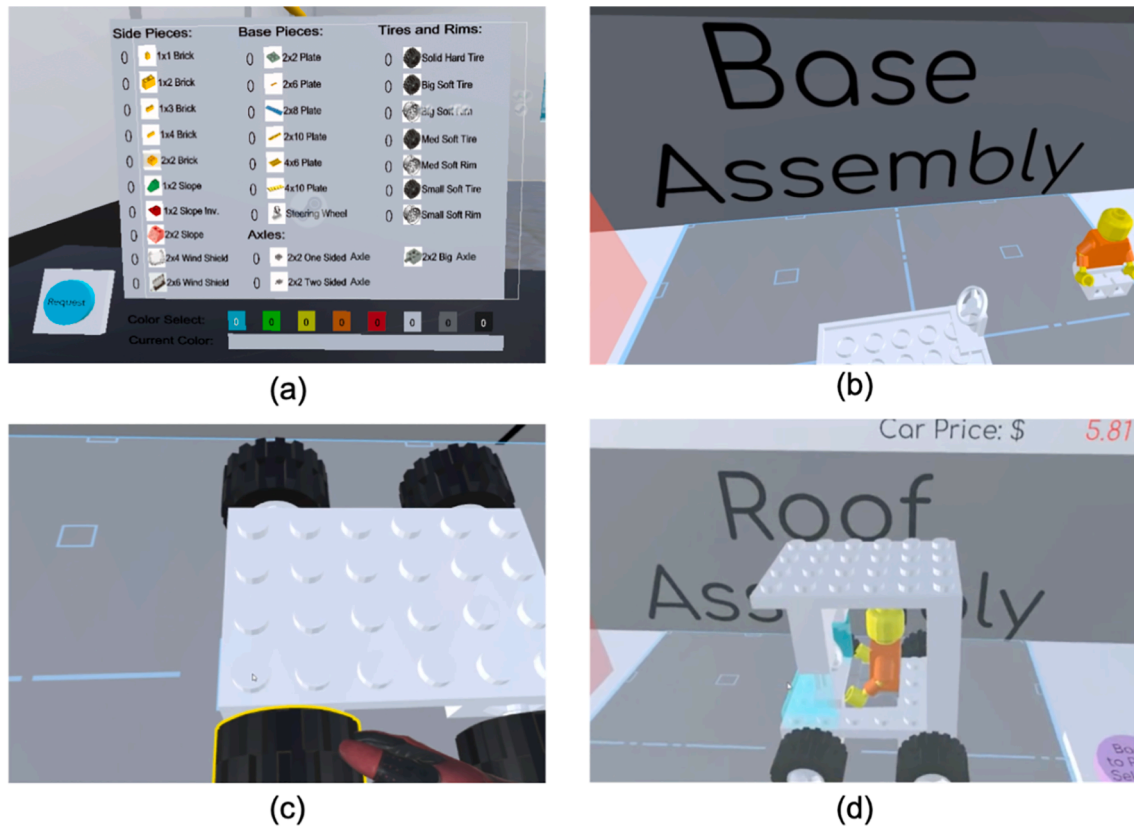 Side Pieces: Base Pieces: Tires and Rims:
0 1x1 Brick 0 2x2 Plate 0 Solid Hard Tire
0 1x2 Brick 0 2x6 Plate 0 Big Soft Tire
0 1x3 Brick 0 2x8 Plate 0 Big Soft Rim
0 1x4 Brick 0 2x10 Plate 0 Med Soft Tire
0 2x2 Brick 0 4x6 Plate 0 Med Soft Rim
0 1x2 Slope 0 4x10 Plate 0 Small Soft Tire
0 1x2 Slope Inv. 0 Steering Wheel 0 Small Soft Rim
0 2x2 Slope Axles:
0 2x4 Wind Shield 0 2x2 One Sided Axle 2x2 Big Axle
0 2x6 Wind Shield 0 2x2 Two Sided Axle
Request
Color Select: 0 0 0 0 0 0 0 0
Current Color:
(a)
Base
Assembly
(b)
(c)
Car Price: $ 5.81
Roof
(d)